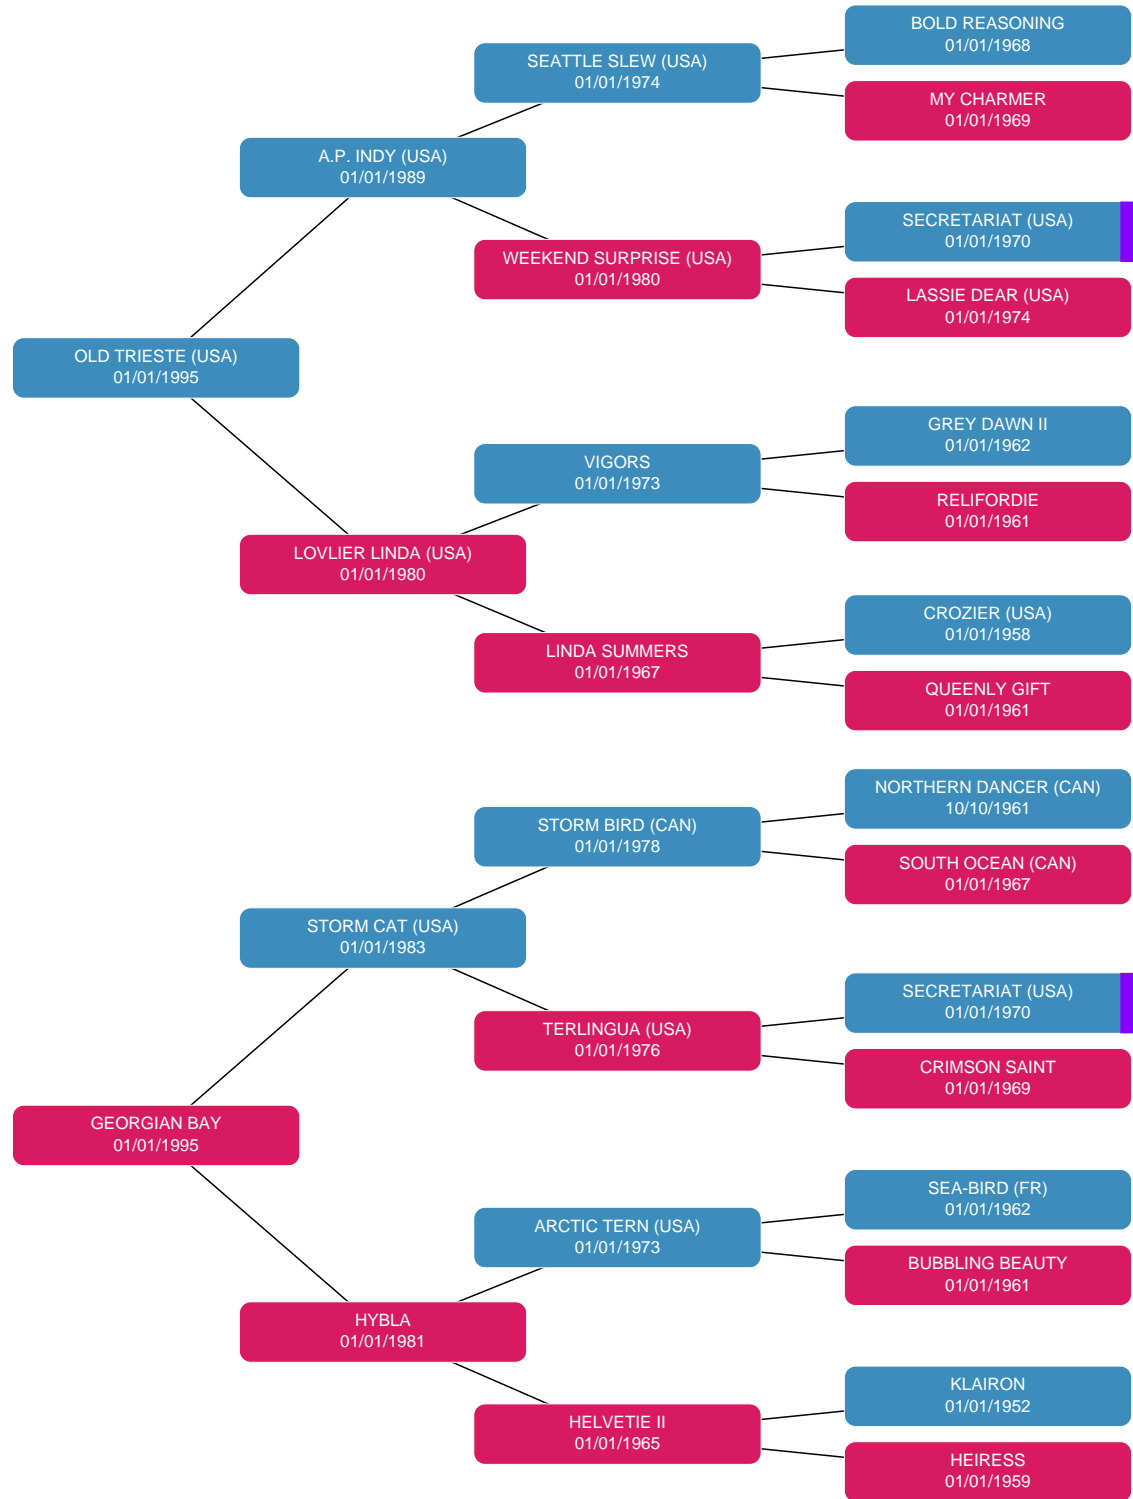 BOLD REASONING
01/01/1968
SEATTLE SLEW (USA)
01/01/1974
MY CHARMER
01/01/1969
A.P. INDY (USA)
01/01/1989
SECRETARIAT (USA)
01/01/1970
WEEKEND SURPRISE (USA)
01/01/1980
LASSIE DEAR (USA)
01/01/1974
OLD TRIESTE (USA)
01/01/1995
GREY DAWN II
01/01/1962
VIGORS
01/01/1973
RELIFORDIE
01/01/1961
LOVLIER LINDA (USA)
01/01/1980
CROZIER (USA)
01/01/1958
LINDA SUMMERS
01/01/1967
QUEENLY GIFT
01/01/1961
NORTHERN DANCER (CAN)
10/10/1961
STORM BIRD (CAN)
01/01/1978
SOUTH OCEAN (CAN)
01/01/1967
STORM CAT (USA)
01/01/1983
SECRETARIAT (USA)
01/01/1970
TERLINGUA (USA)
01/01/1976
CRIMSON SAINT
01/01/1969
GEORGIAN BAY
01/01/1995
SEA-BIRD (FR)
01/01/1962
ARCTIC TERN (USA)
01/01/1973
BUBBLING BEAUTY
01/01/1961
HYBLA
01/01/1981
KLAIRON
01/01/1952
HELVETIE II
01/01/1965
HEIRESS
01/01/1959